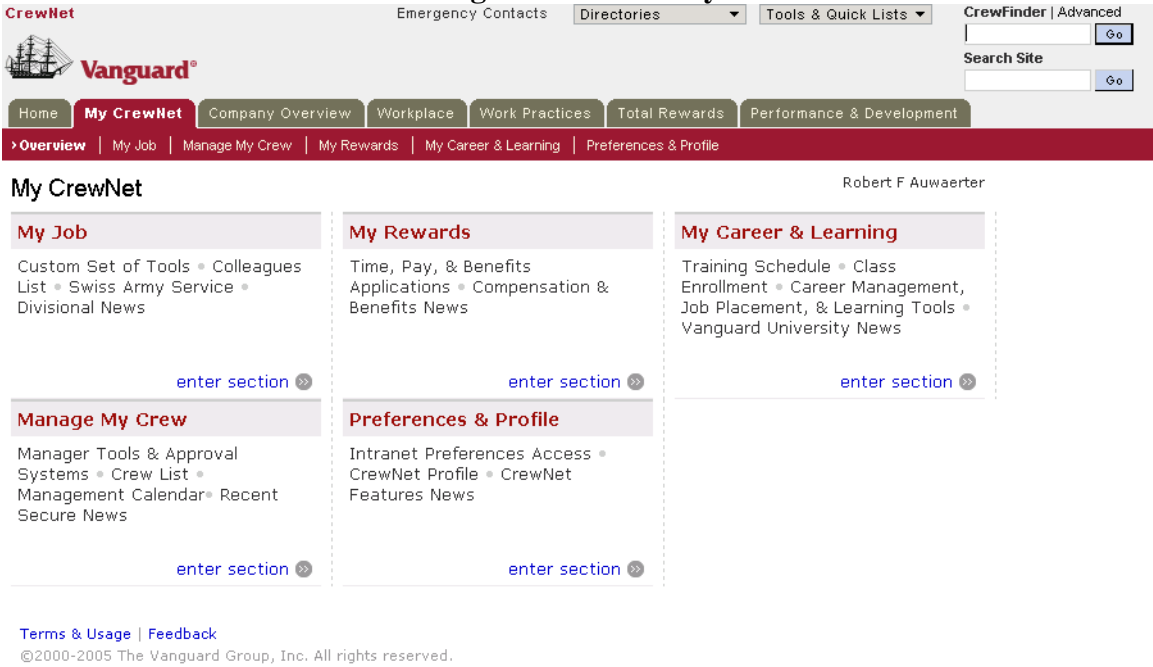 CrewNet
Emergency Contacts
Directories
Tools & Quick Lists
CrewFinder | Advanced
Go
Search Site
Go
Vanguard®
Home
My CrewNet
Company Overview
Workplace
Work Practices
Total Rewards
Performance & Development
Overview | My Job | Manage My Crew | My Rewards | My Career & Learning | Preferences & Profile
My CrewNet
Robert F Auwaerter
My Job
Custom Set of Tools • Colleagues
List • Swiss Army Service •
Divisional News
enter section
My Rewards
Time, Pay, & Benefits
Applications • Compensation &
Benefits News
enter section
My Career & Learning
Training Schedule • Class
Enrollment • Career Management,
Job Placement, & Learning Tools •
Vanguard University News
enter section
Manage My Crew
Manager Tools & Approval
Systems • Crew List •
Management Calendar• Recent
Secure News
enter section
Preferences & Profile
Intranet Preferences Access •
CrewNet Profile • CrewNet
Features News
enter section
Terms & Usage | Feedback
©2000-2005 The Vanguard Group, Inc. All rights reserved.